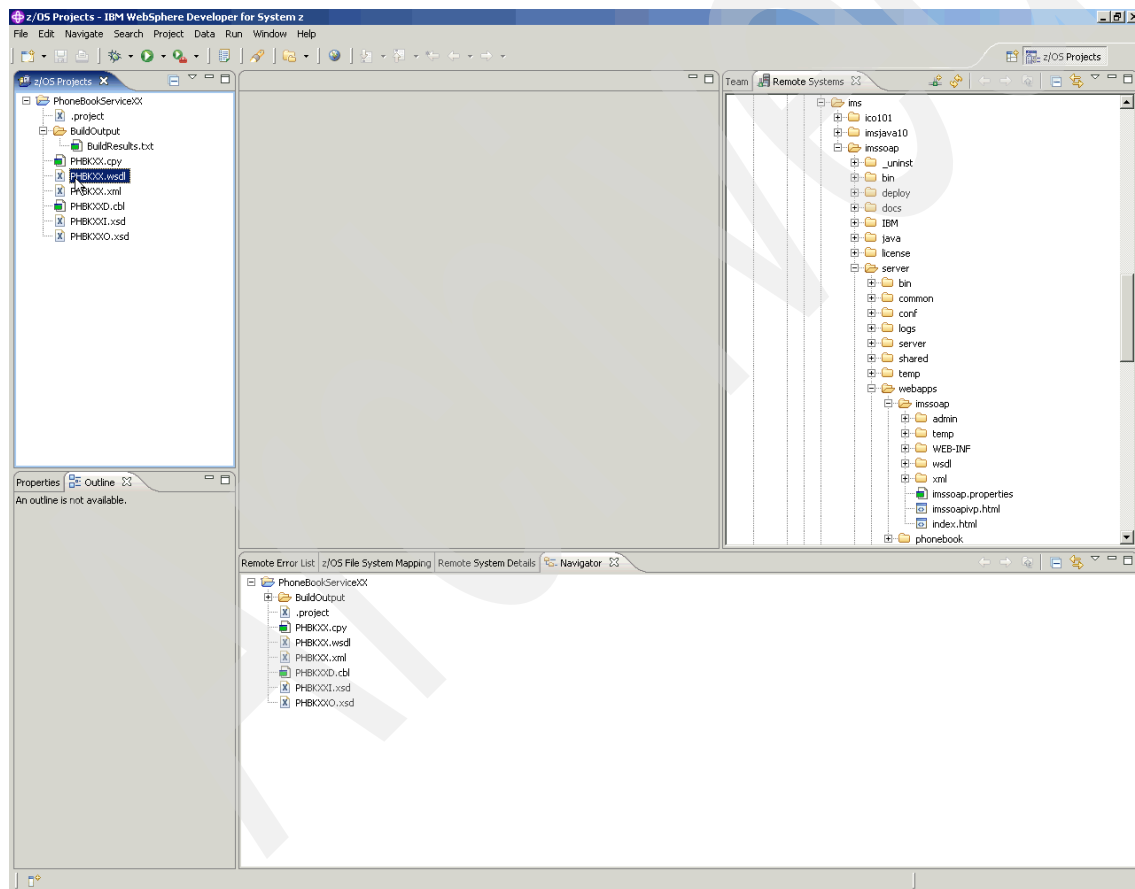 z/OS Projects - IBM WebSphere Developer for System z
File Edit Navigate Search Project Data Run Window Help
z/OS Projects
z/OS Projects
PhoneBookServiceXX
.project
BuildOutput
BuildResults.txt
PHBKXX.cpy
PHBKXX.wsdl
PHBKXX.xml
PHBKXXD.cbl
PHBKXXI.xsd
PHBKXXO.xsd
Properties Outline
An outline is not available.
Team Remote Systems
ims
ico101
imsjava10
imssoap
_uninst
bin
deploy
docs
IBM
java
license
server
bin
common
conf
logs
server
shared
temp
webapps
imssoap
admin
temp
WEB-INF
wsdl
xml
imssoap.properties
imssoapivp.html
index.html
phonebook
Remote Error List z/OS File System Mapping Remote System Details Navigator
PhoneBookServiceXX
BuildOutput
.project
PHBKXX.cpy
PHBKXX.wsdl
PHBKXX.xml
PHBKXXD.cbl
PHBKXXI.xsd
PHBKXXO.xsd